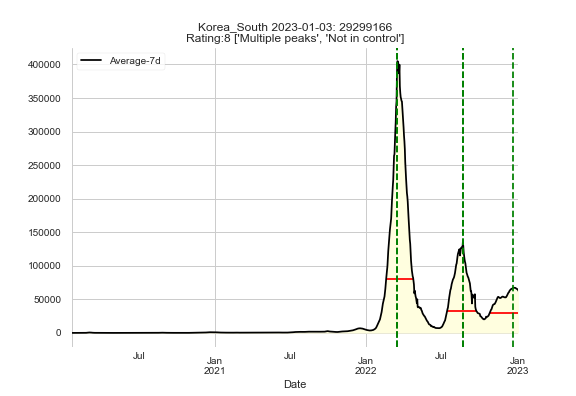 Korea_South 2023-01-03: 29299166
Rating:8 ['Multiple peaks', 'Not in control']
Average-7d
400000
350000
300000
250000
200000
150000
100000
50000
0
Jul
Jan
2021
Jul
Jan
2022
Jul
Jan
2023
Date